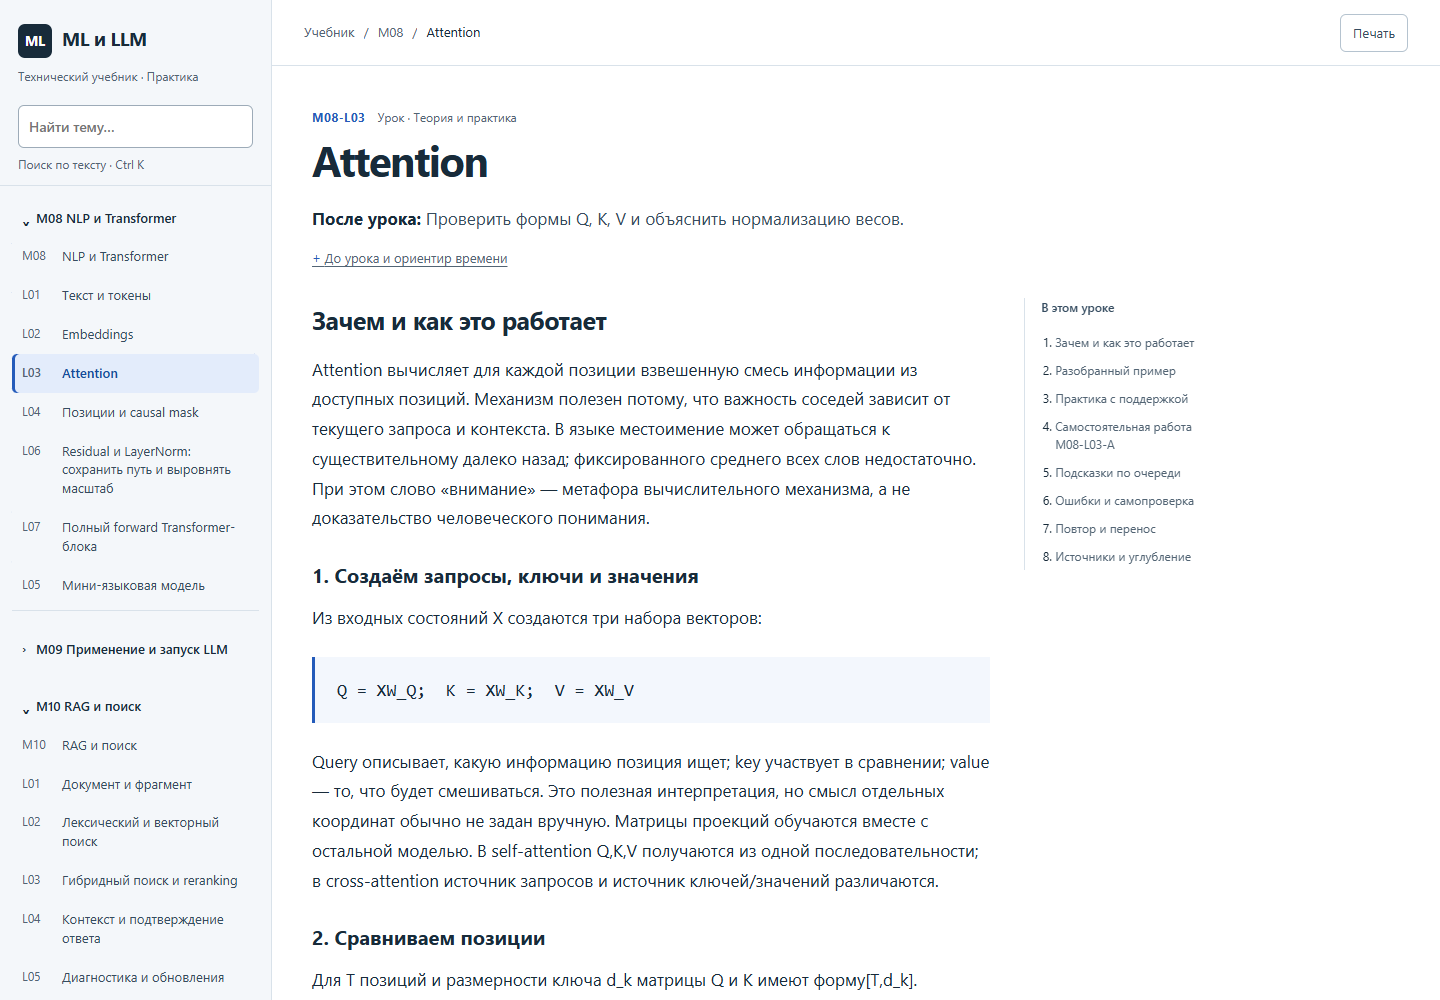 ML ML и LLM
Технический учебник · Практика
Найти тему...
Поиск по тексту · Ctrl K
M08 NLP и Transformer
M08 NLP и Transformer
L01 Текст и токены
L02 Embeddings
L03 Attention
L04 Позиции и causal mask
L06 Residual и LayerNorm:
сохранить путь и выровнять
масштаб
L07 Полный forward Transformer-
блока
L05 Мини-языковая модель
M09 Применение и запуск LLM
M10 RAG и поиск
M10 RAG и поиск
L01 Документ и фрагмент
L02 Лексический и векторный
поиск
L03 Гибридный поиск и reranking
L04 Контекст и подтверждение
ответа
L05 Диагностика и обновления
Учебник / M08 / Attention
Печать
M08-L03 Урок · Теория и практика
Attention
После урока: Проверить формы Q, K, V и объяснить нормализацию весов.
+ До урока и ориентир времени
Зачем и как это работает
Attention вычисляет для каждой позиции взвешенную смесь информации из
доступных позиций. Механизм полезен потому, что важность соседей зависит от
текущего запроса и контекста. В языке местоимение может обращаться к
существительному далеко назад; фиксированного среднего всех слов недостаточно.
При этом слово «внимание» — метафора вычислительного механизма, а не
доказательство человеческого понимания.
1. Создаём запросы, ключи и значения
Из входных состояний X создаются три набора векторов:
Q = XW_Q; K = XW_K; V = XW_V
Query описывает, какую информацию позиция ищет; key участвует в сравнении; value
— то, что будет смешиваться. Это полезная интерпретация, но смысл отдельных
координат обычно не задан вручную. Матрицы проекций обучаются вместе с
остальной моделью. В self-attention Q,K,V получаются из одной последовательности;
в cross-attention источник запросов и источник ключей/значений различаются.
2. Сравниваем позиции
Для T позиций и размерности ключа d_k матрицы Q и K имеют форму[T,d_k].
В этом уроке
1. Зачем и как это работает
2. Разобранный пример
3. Практика с поддержкой
4. Самостоятельная работа
M08-L03-A
5. Подсказки по очереди
6. Ошибки и самопроверка
7. Повтор и перенос
8. Источники и углубление